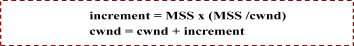 increment = MSS x (MSS /cwnd)
cwnd = cwnd + increment